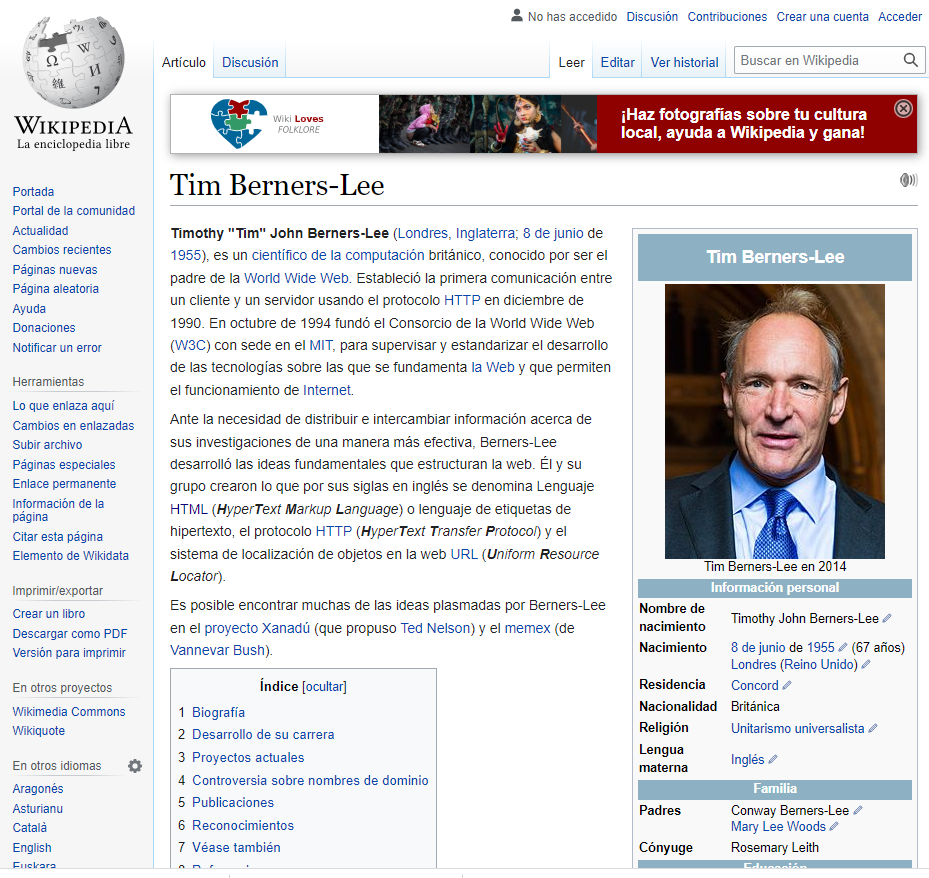 No has accedido Discusión Contribuciones Crear una cuenta Acceder
WIKIPEDIA
La enciclopedia libre
Artículo Discusión Leer Editar Ver historial Buscar en Wikipedia
Wiki Loves
FOLKLORE
¡Haz fotografías sobre tu cultura
local, ayuda a Wikipedia y gana!
Portada
Portal de la comunidad
Actualidad
Cambios recientes
Páginas nuevas
Página aleatoria
Ayuda
Donaciones
Notificar un error
Herramientas
Lo que enlaza aquí
Cambios en enlazadas
Subir archivo
Páginas especiales
Enlace permanente
Información de la
página
Citar esta página
Elemento de Wikidata
Imprimir/exportar
Crear un libro
Descargar como PDF
Versión para imprimir
En otros proyectos
Wikimedia Commons
Wikiquote
En otros idiomas
Aragonés
Asturianu
Català
English
Euskara
Tim Berners-Lee
Timothy "Tim" John Berners-Lee (Londres, Inglaterra; 8 de junio de
1955), es un científico de la computación británico, conocido por ser el
padre de la World Wide Web. Estableció la primera comunicación entre
un cliente y un servidor usando el protocolo HTTP en diciembre de
1990. En octubre de 1994 fundó el Consorcio de la World Wide Web
(W3C) con sede en el MIT, para supervisar y estandarizar el desarrollo
de las tecnologías sobre las que se fundamenta la Web y que permiten
el funcionamiento de Internet.
Ante la necesidad de distribuir e intercambiar información acerca de
sus investigaciones de una manera más efectiva, Berners-Lee
desarrolló las ideas fundamentales que estructuran la web. Él y su
grupo crearon lo que por sus siglas en inglés se denomina Lenguaje
HTML (HyperText Markup Language) o lenguaje de etiquetas de
hipertexto, el protocolo HTTP (HyperText Transfer Protocol) y el
sistema de localización de objetos en la web URL (Uniform Resource
Locator).
Es posible encontrar muchas de las ideas plasmadas por Berners-Lee
en el proyecto Xanadú (que propuso Ted Nelson) y el memex (de
Vannevar Bush).
Índice [ocultar]
1 Biografía
2 Desarrollo de su carrera
3 Proyectos actuales
4 Controversia sobre nombres de dominio
5 Publicaciones
6 Reconocimientos
7 Véase también
Tim Berners-Lee
Tim Berners-Lee en 2014
Información personal
Nombre de
nacimiento Timothy John Berners-Lee
Nacimiento 8 de junio de 1955 (67 años)
Londres (Reino Unido)
Residencia Concord
Nacionalidad Británica
Religión Unitarismo universalista
Lengua
materna Inglés
Familia
Padres Conway Berners-Lee
Mary Lee Woods
Cónyuge Rosemary Leith